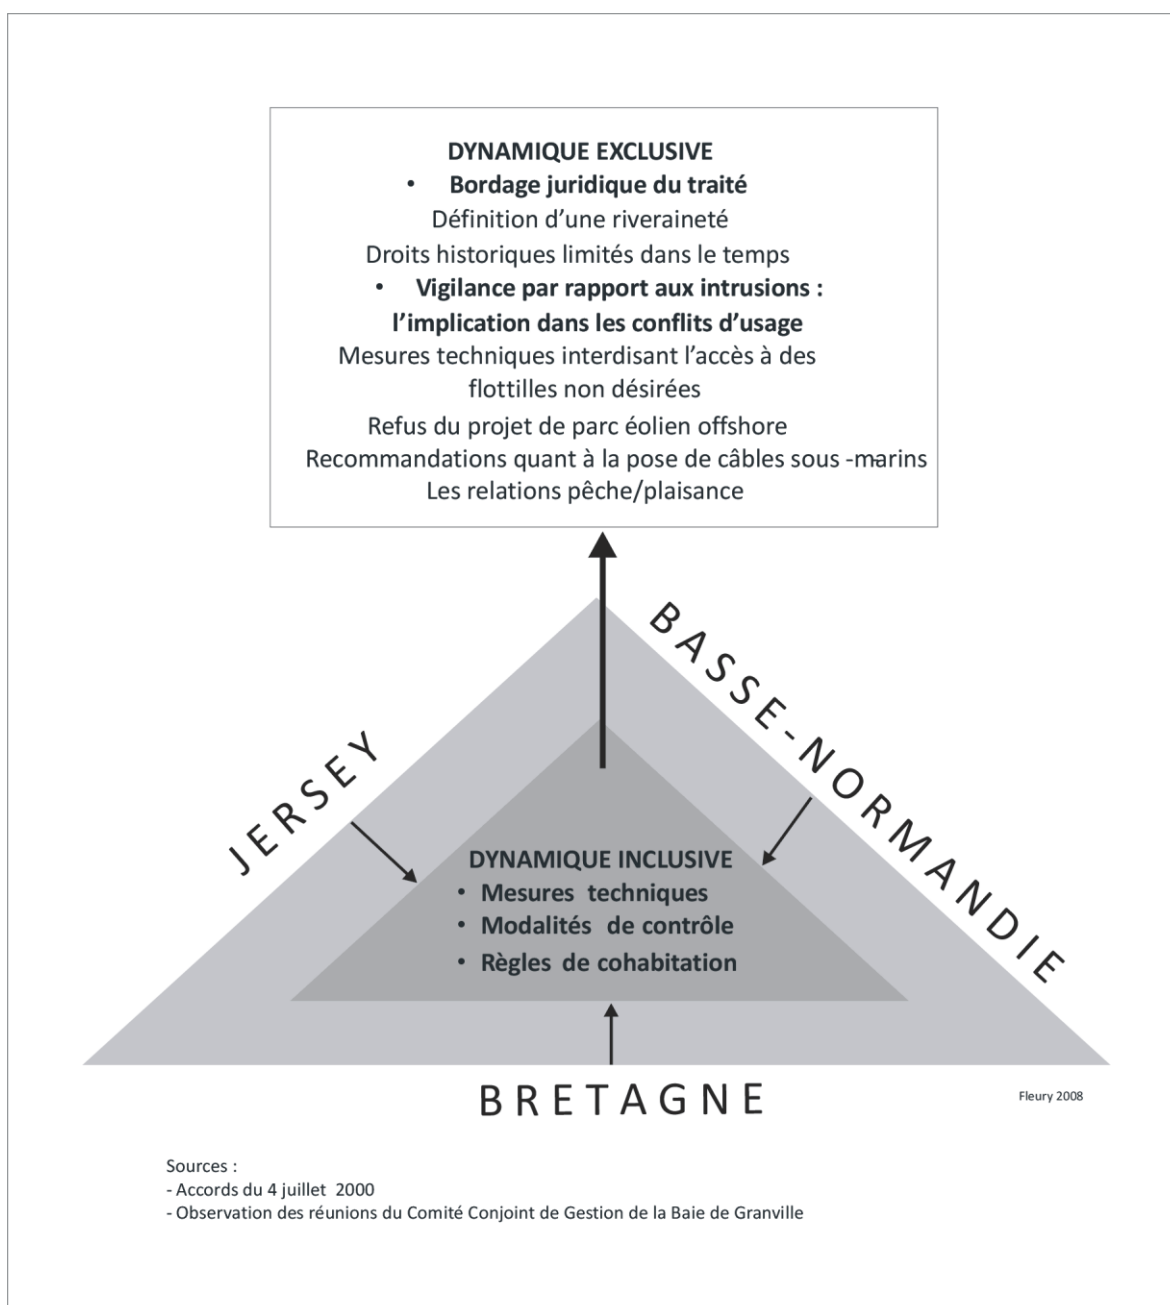 DYNAMIQUE EXCLUSIVE
• Bordage juridique du traité
Définition d’une riveraineté
Droits historiques limités dans le temps
• Vigilance par rapport aux intrusions :
l’implication dans les conflits d’usage
Mesures techniques interdisant l’accès à des
flottilles non désirées
Refus du projet de parc éolien offshore
Recommandations quant à la pose de câbles sous -marins
Les relations pêche/plaisance
JERSEY
BASSE-NORMANDIE
DYNAMIQUE INCLUSIVE
• Mesures techniques
• Modalités de contrôle
• Règles de cohabitation
BRETAGNE
Fleury 2008
Sources :
- Accords du 4 juillet 2000
- Observation des réunions du Comité Conjoint de Gestion de la Baie de Granville